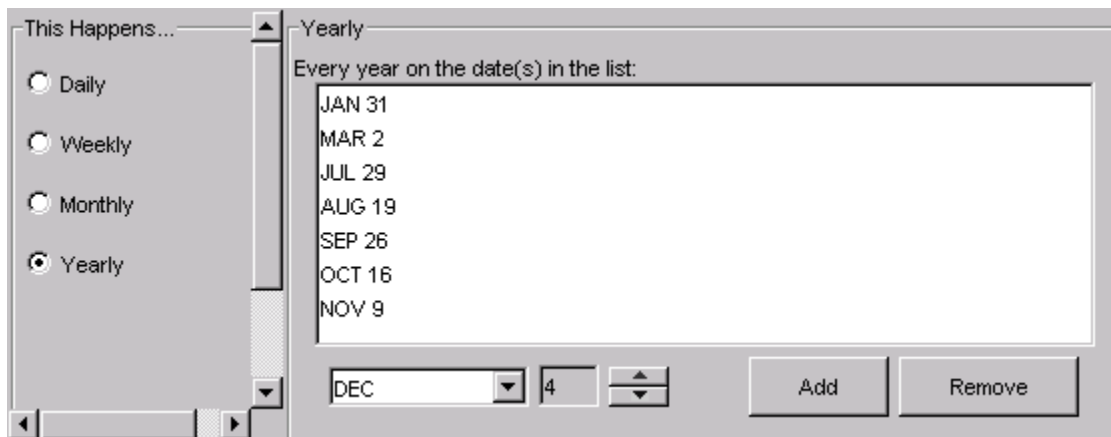 This Happens...
Daily
Weekly
Monthly
Yearly
Yearly
Every year on the date(s) in the list:
JAN 31
MAR 2
JUL 29
AUG 19
SEP 26
OCT 16
NOV 9
DEC 4 Add Remove